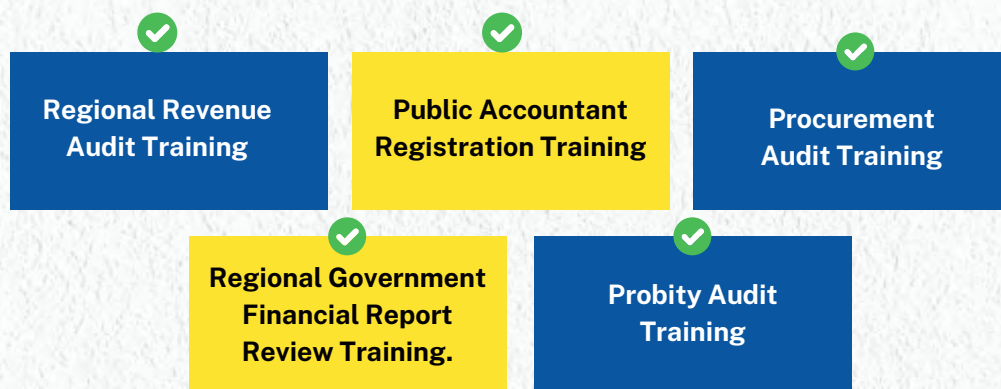 Regional Revenue
Audit Training
Public Accountant
Registration Training
Procurement
Audit Training
Regional Government
Financial Report
Review Training.
Probity Audit
Training